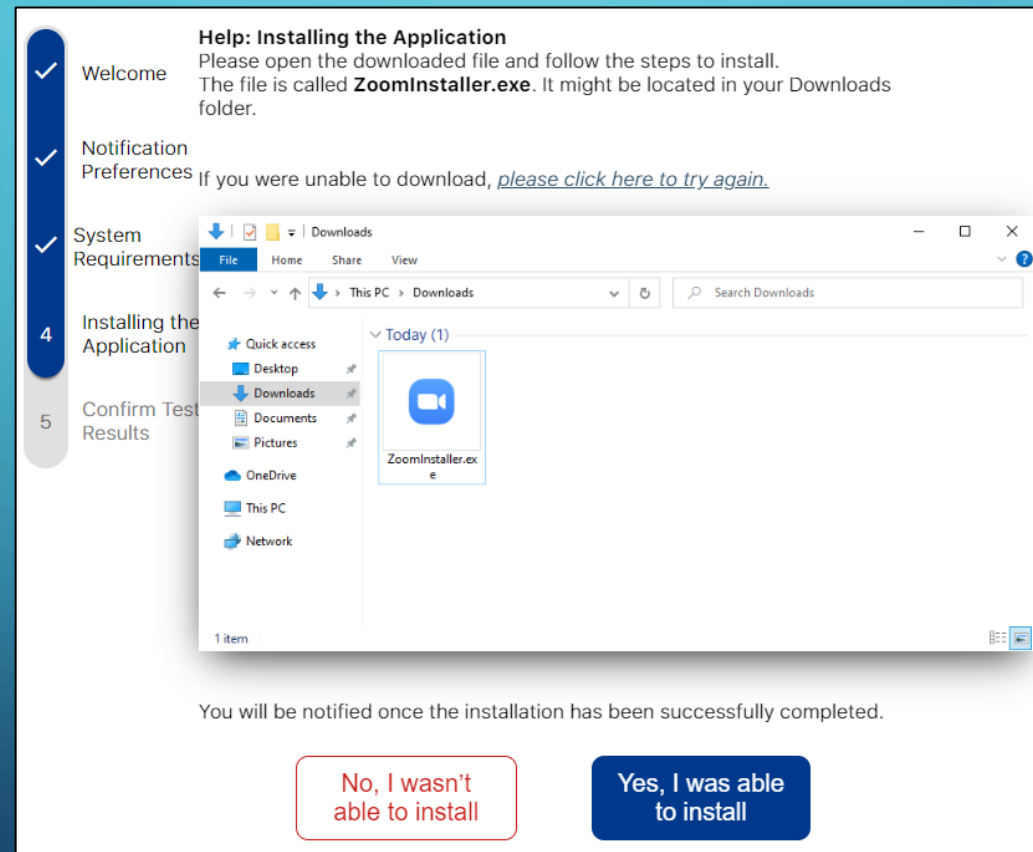 Help: Installing the Application
Please open the downloaded file and follow the steps to install.
The file is called ZoomInstaller.exe. It might be located in your Downloads
folder.
If you were unable to download, please click here to try again.
Welcome
Notification
Preferences
System
Requirements
4
Installing the
Application
5
Confirm Test
Results
Downloads
File Home Share View
This PC > Downloads
Search Downloads
Quick access
Desktop
Downloads
Documents
Pictures
OneDrive
This PC
Network
Today (1)
ZoomInstaller.ex
e
1 item
You will be notified once the installation has been successfully completed.
No, I wasn't
able to install
Yes, I was able
to install